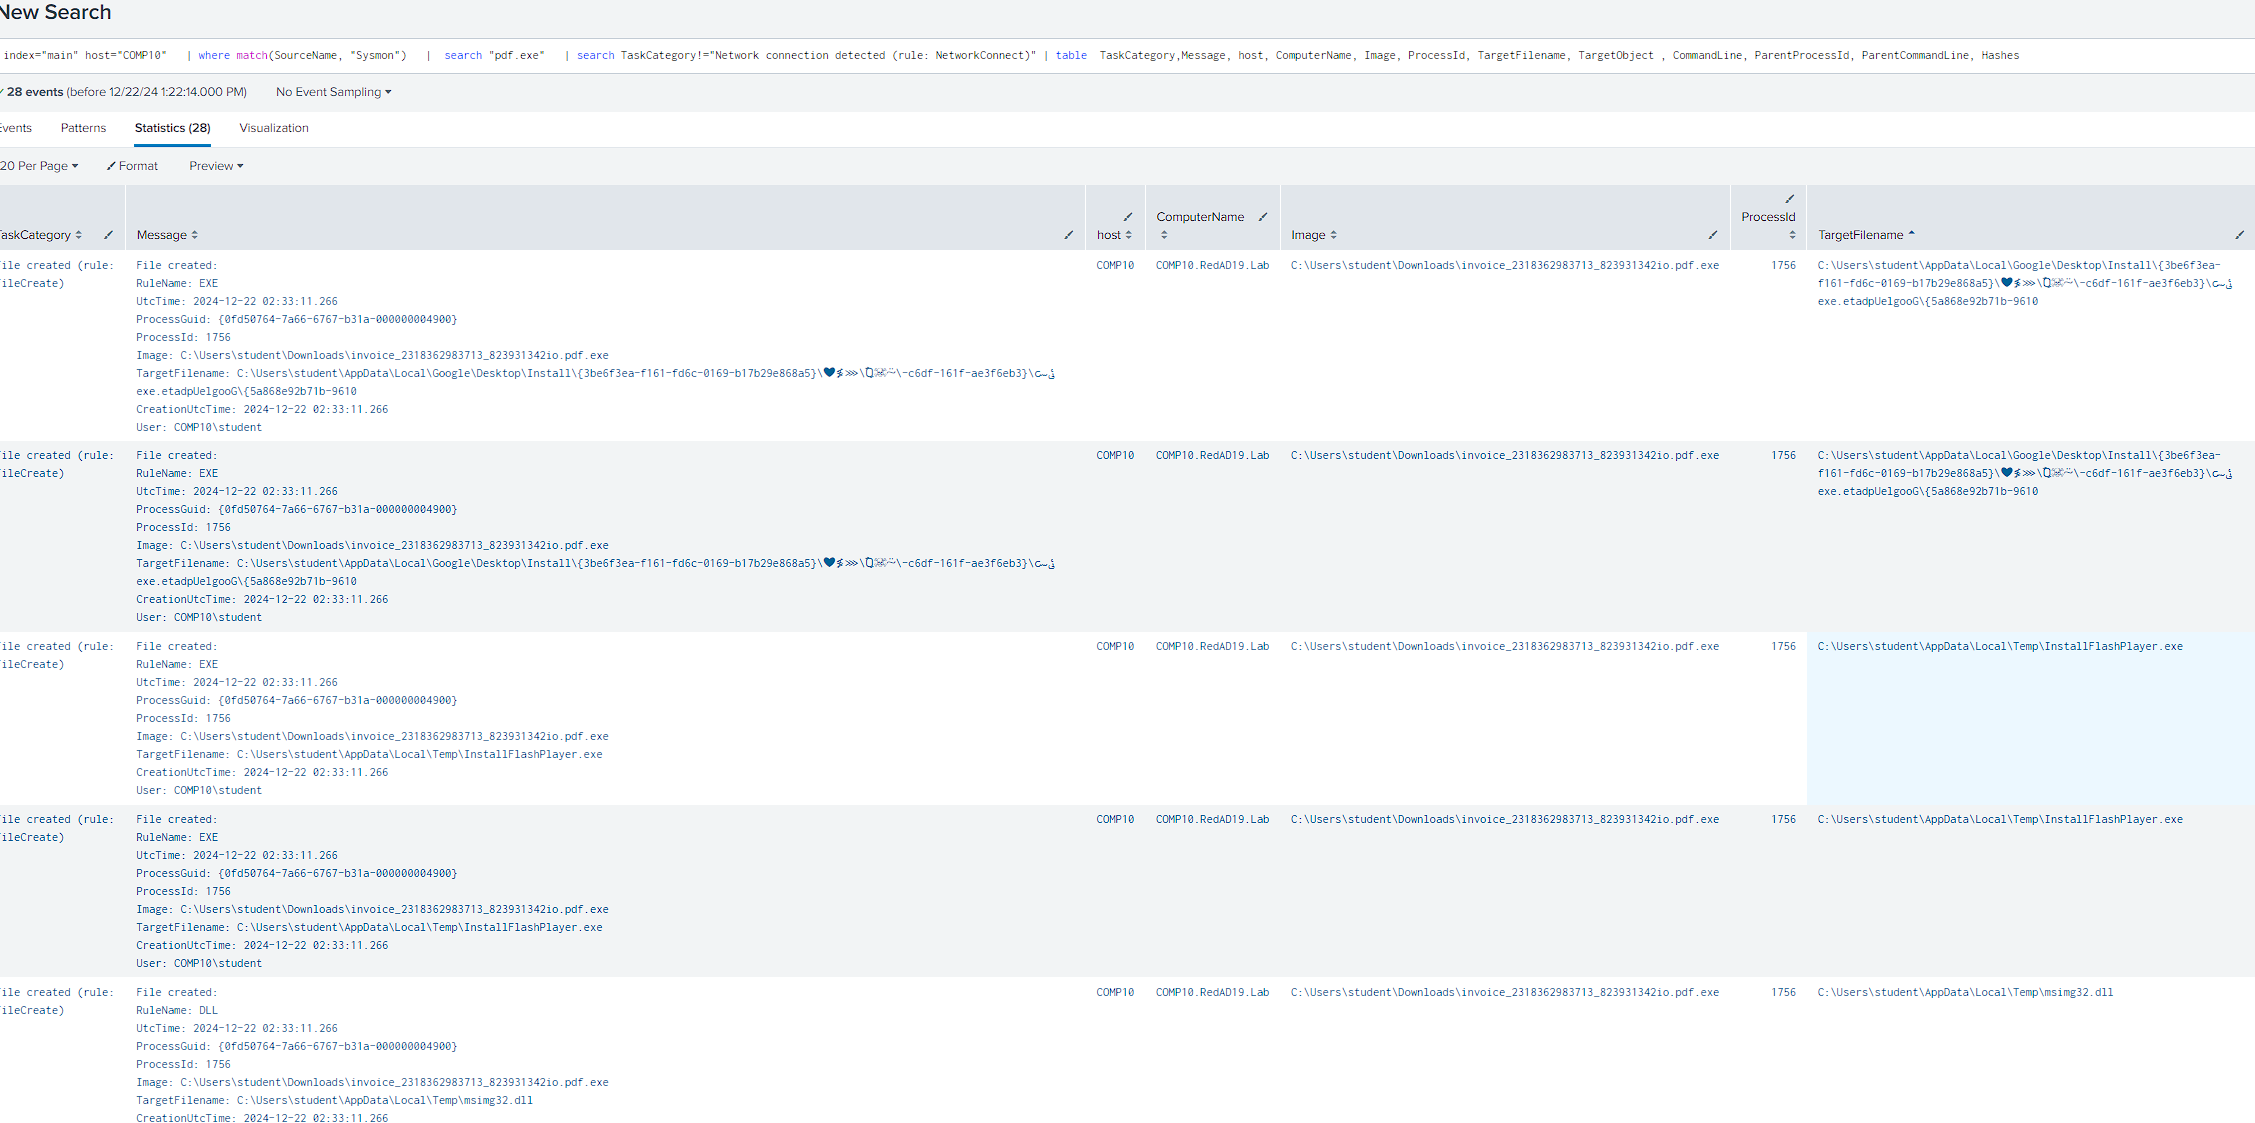 New Search
index="main" host="COMP10" | where match(SourceName, "Sysmon") | search "pdf.exe" | search TaskCategory!="Network connection detected (rule: NetworkConnect)" | table TaskCategory,Message, host, ComputerName, Image, ProcessId, TargetFilename, TargetObject , CommandLine, ParentProcessId, ParentCommandLine, Hashes
28 events (before 12/22/24 1:22:14.000 PM) No Event Sampling
Events Patterns Statistics (28) Visualization
20 Per Page Format Preview
TaskCategory Message host ComputerName Image ProcessId TargetFilename
ile created (rule:
ileCreate)
File created:
RuleName: EXE
UtcTime: 2024-12-22 02:33:11.266
ProcessGuid: {0fd50764-7a66-6767-b31a-000000004900}
ProcessId: 1756
Image: C:\Users\student\Downloads\invoice_2318362983713_823931342io.pdf.exe
TargetFilename: C:\Users\student\AppData\Local\Google\Desktop\Install\{3be6f3ea-f161-fd6c-0169-b17b29e868a5}\
\-c6df-161f-ae3f6eb3}\
exe.etadpUelgooG\{5a868e92b71b-9610
CreationUtcTime: 2024-12-22 02:33:11.266
User: COMP10\student
COMP10
COMP10.RedAD19.Lab
C:\Users\student\Downloads\invoice_2318362983713_823931342io.pdf.exe
1756
C:\Users\student\AppData\Local\Google\Desktop\Install\{3be6f3ea-
f161-fd6c-0169-b17b29e868a5}\ \-c6df-161f-ae3f6eb3}\
exe.etadpUelgooG\{5a868e92b71b-9610
ile created (rule:
ileCreate)
File created:
RuleName: EXE
UtcTime: 2024-12-22 02:33:11.266
ProcessGuid: {0fd50764-7a66-6767-b31a-000000004900}
ProcessId: 1756
Image: C:\Users\student\Downloads\invoice_2318362983713_823931342io.pdf.exe
TargetFilename: C:\Users\student\AppData\Local\Google\Desktop\Install\{3be6f3ea-f161-fd6c-0169-b17b29e868a5}\
\-c6df-161f-ae3f6eb3}\
exe.etadpUelgooG\{5a868e92b71b-9610
CreationUtcTime: 2024-12-22 02:33:11.266
User: COMP10\student
COMP10
COMP10.RedAD19.Lab
C:\Users\student\Downloads\invoice_2318362983713_823931342io.pdf.exe
1756
C:\Users\student\AppData\Local\Google\Desktop\Install\{3be6f3ea-
f161-fd6c-0169-b17b29e868a5}\ \-c6df-161f-ae3f6eb3}\
exe.etadpUelgooG\{5a868e92b71b-9610
ile created (rule:
ileCreate)
File created:
RuleName: EXE
UtcTime: 2024-12-22 02:33:11.266
ProcessGuid: {0fd50764-7a66-6767-b31a-000000004900}
ProcessId: 1756
Image: C:\Users\student\Downloads\invoice_2318362983713_823931342io.pdf.exe
TargetFilename: C:\Users\student\AppData\Local\Temp\InstallFlashPlayer.exe
CreationUtcTime: 2024-12-22 02:33:11.266
User: COMP10\student
COMP10
COMP10.RedAD19.Lab
C:\Users\student\Downloads\invoice_2318362983713_823931342io.pdf.exe
1756
C:\Users\student\AppData\Local\Temp\InstallFlashPlayer.exe
ile created (rule:
ileCreate)
File created:
RuleName: EXE
UtcTime: 2024-12-22 02:33:11.266
ProcessGuid: {0fd50764-7a66-6767-b31a-000000004900}
ProcessId: 1756
Image: C:\Users\student\Downloads\invoice_2318362983713_823931342io.pdf.exe
TargetFilename: C:\Users\student\AppData\Local\Temp\InstallFlashPlayer.exe
CreationUtcTime: 2024-12-22 02:33:11.266
User: COMP10\student
COMP10
COMP10.RedAD19.Lab
C:\Users\student\Downloads\invoice_2318362983713_823931342io.pdf.exe
1756
C:\Users\student\AppData\Local\Temp\InstallFlashPlayer.exe
ile created (rule:
ileCreate)
File created:
RuleName: DLL
UtcTime: 2024-12-22 02:33:11.266
ProcessGuid: {0fd50764-7a66-6767-b31a-000000004900}
ProcessId: 1756
Image: C:\Users\student\Downloads\invoice_2318362983713_823931342io.pdf.exe
TargetFilename: C:\Users\student\AppData\Local\Temp\msimg32.dll
CreationUtcTime: 2024-12-22 02:33:11.266
COMP10
COMP10.RedAD19.Lab
C:\Users\student\Downloads\invoice_2318362983713_823931342io.pdf.exe
1756
C:\Users\student\AppData\Local\Temp\msimg32.dll